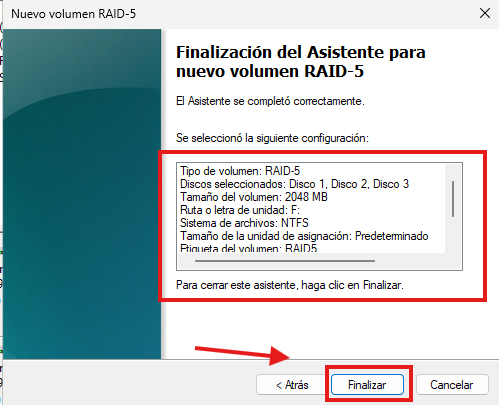 Nuevo volumen RAID-5
Finalización del Asistente para
nuevo volumen RAID-5
El Asistente se completó correctamente.
Se seleccionó la siguiente configuración:
Tipo de volumen: RAID-5
Discos seleccionados: Disco 1, Disco 2, Disco 3
Tamaño del volumen: 2048 MB
Ruta o letra de unidad: F:
Sistema de archivos: NTFS
Tamaño de la unidad de asignación: Predeterminado
Etiqueta del volumen: RAID5
Para cerrar este asistente, haga clic en Finalizar.
< Atrás
Finalizar
Cancelar